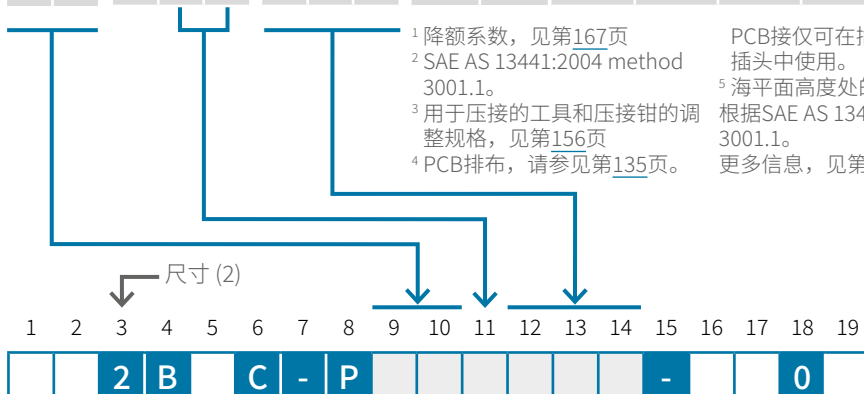 ¹ 降额系数，见第167页
² SAE AS 13441:2004 method
3001.1。
³ 用于压接的工具和压接钳的调
整规格，见第156页
⁴ PCB排布，请参见第135页。
PCB接仅可在
插头中使用。
⁵ 海平面高度处的
根据SAE AS 134
3001.1。
更多信息，见第
尺寸 (2)
1 2 3 4 5 6 7 8 9 10 11 12 13 14 15 16 17 18 19
2 B C - P - 0